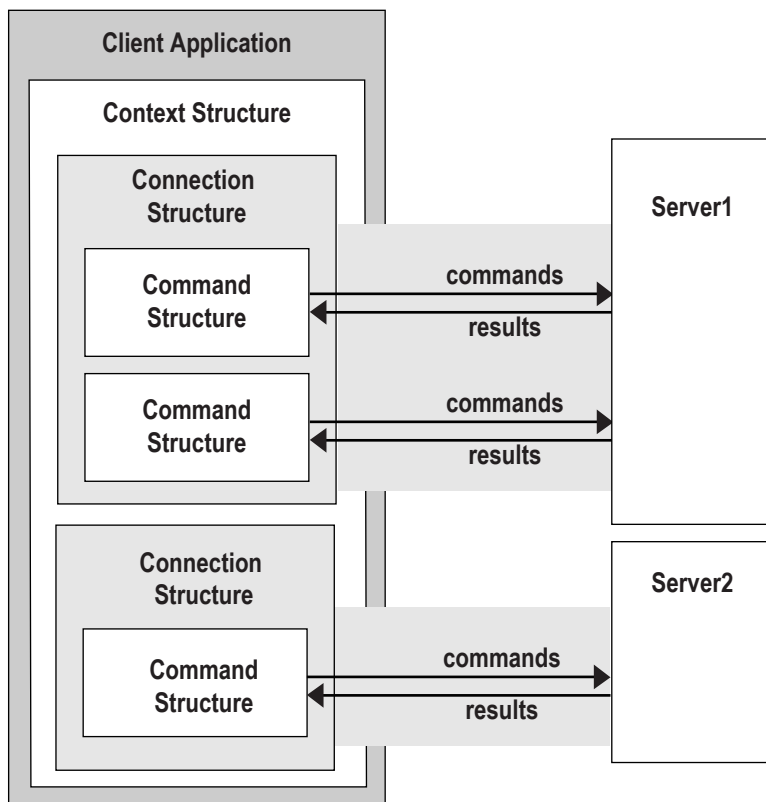 Client Application
Context Structure
Connection
Structure
Command
Structure
commands
results
Command
Structure
commands
results
Server1
Connection
Structure
Command
Structure
commands
results
Server2